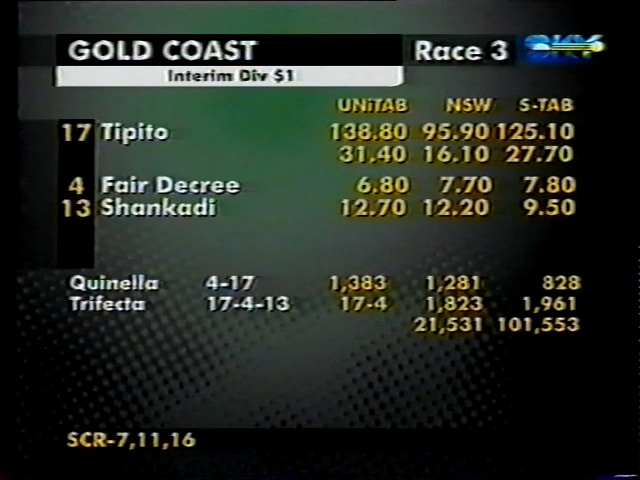 GOLD COAST Race 3 SKY
Interim Div $1
UNiTAB NSW S-TAB
17 Tipito 138.80 95.90 125.10
31.40 16.10 27.70
4 Fair Decree 6.80 7.70 7.80
13 Shankadi 12.70 12.20 9.50
Quinella 4-17 1,383 1,281 828
Trifecta 17-4-13 17-4 1,823 1,961
21,531 101,553
SCR-7,11,16